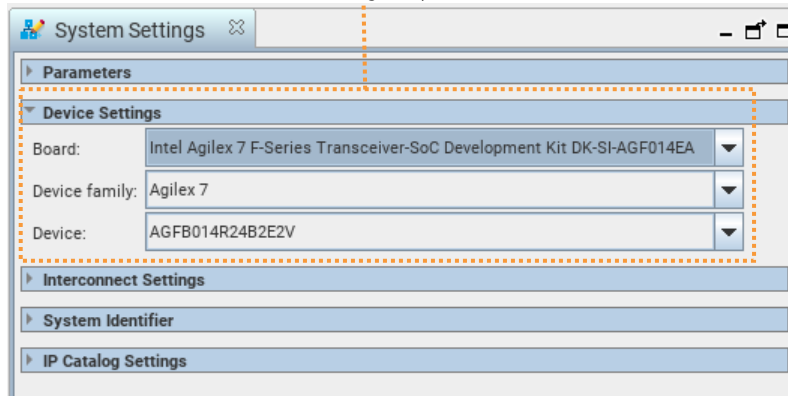 System Settings
Parameters
Device Settings
Board: Intel Agilex 7 F-Series Transceiver-SoC Development Kit DK-SI-AGF014EA
Device family: Agilex 7
Device: AGFB014R24B2E2V
Interconnect Settings
System Identifier
IP Catalog Settings